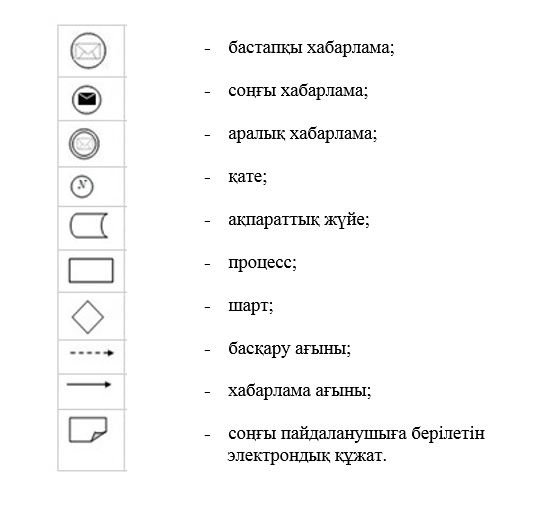 - бастапқы хабарлама;
- соңғы хабарлама;
- аралық хабарлама;
N - қате;
- ақпараттық жүйе;
- процесс;
- шарт;
- басқару ағыны;
- хабарлама ағыны;
- соңғы пайдаланушыға берілетін
электрондық құжат.